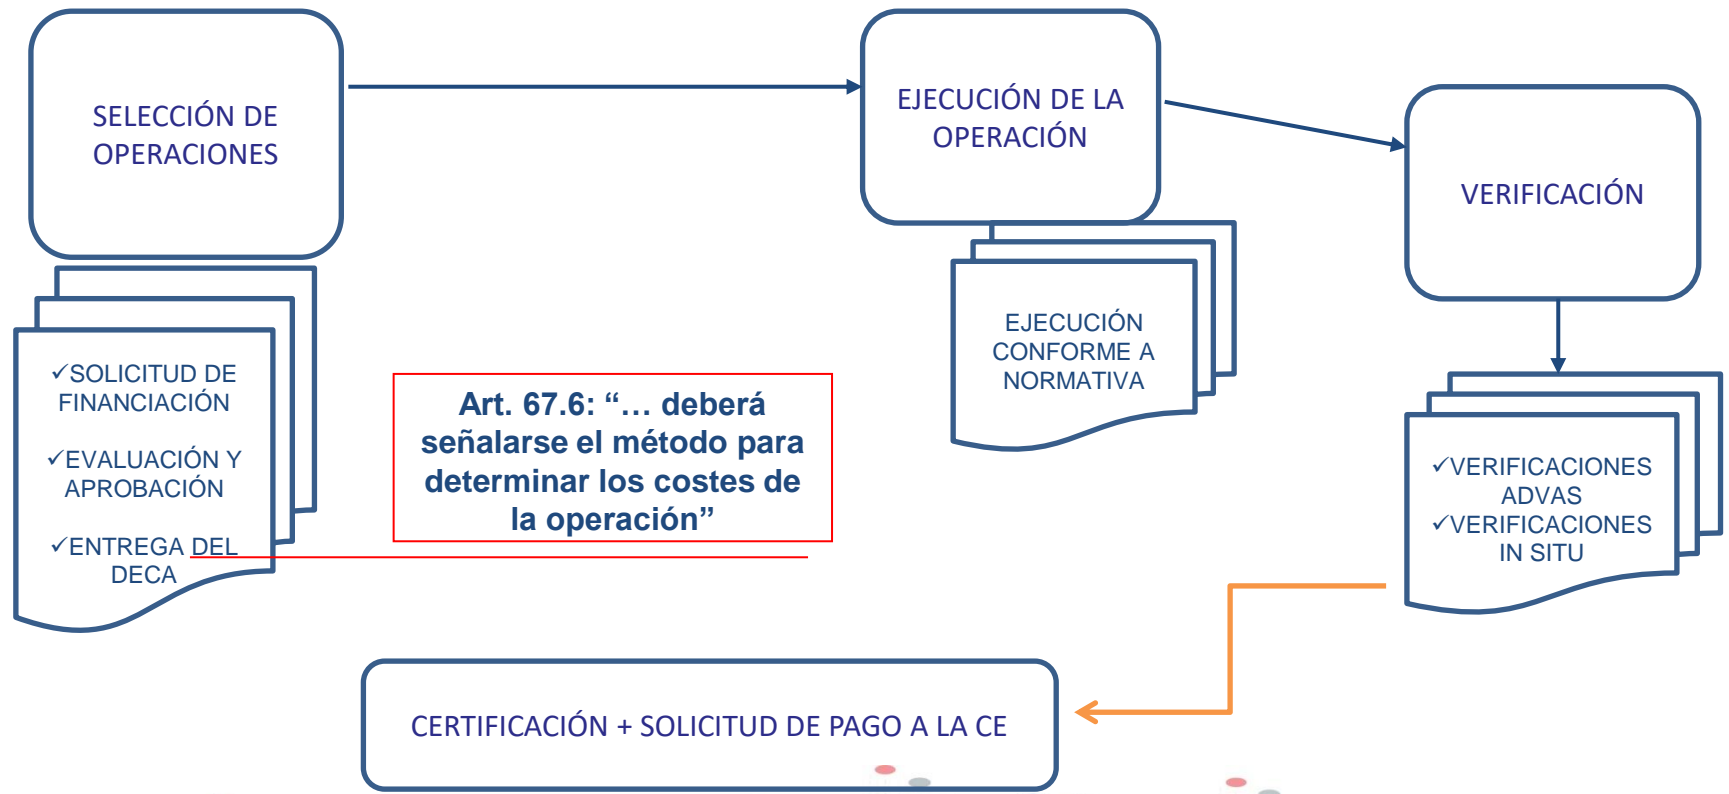 SELECCIÓN DE
OPERACIONES
EJECUCIÓN DE LA
OPERACIÓN
VERIFICACIÓN
✓SOLICITUD DE
FINANCIACIÓN
✓EVALUACIÓN Y
APROBACIÓN
✓ENTREGA DEL
DECA
Art. 67.6: “… deberá
señalarse el método para
determinar los costes de
la operación”
EJECUCIÓN
CONFORME A
NORMATIVA
✓VERIFICACIONES
ADVAS
✓VERIFICACIONES
IN SITU
CERTIFICACIÓN + SOLICITUD DE PAGO A LA CE